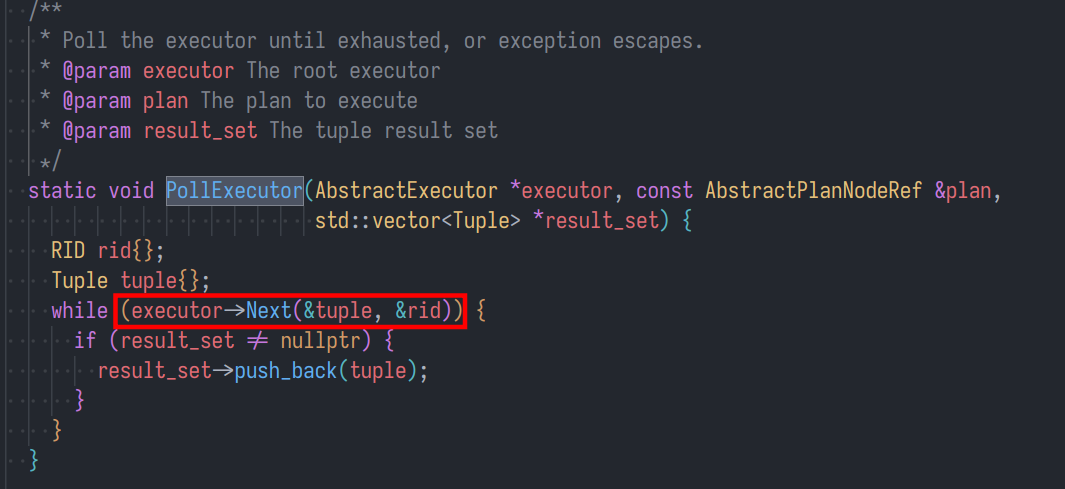 /**
* Poll the executor until exhausted, or exception escapes.
* @param executor The root executor
* @param plan The plan to execute
* @param result_set The tuple result set
*/
static void PollExecutor(AbstractExecutor *executor, const AbstractPlanNodeRef &plan,
std::vector<Tuple> *result_set) {
RID rid{};
Tuple tuple{};
while (executor->Next(&tuple, &rid)) {
if (result_set != nullptr) {
result_set->push_back(tuple);
}
}
}